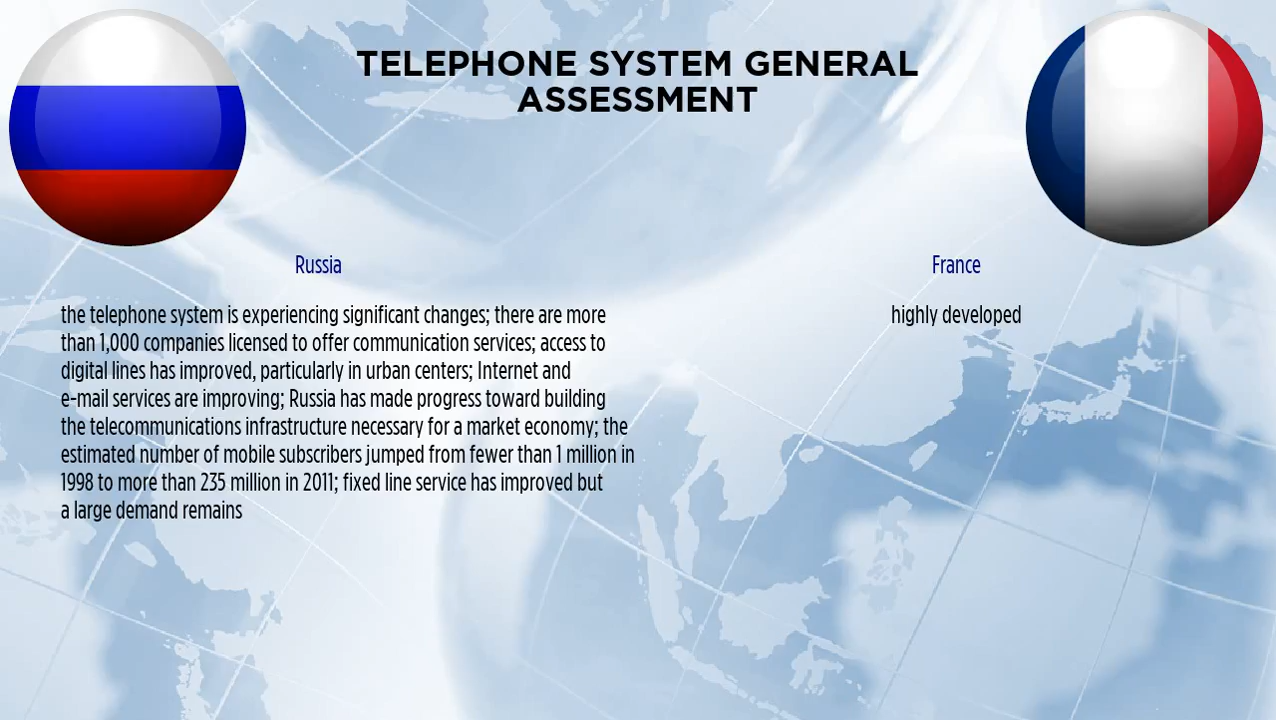 TELEPHONE SYSTEM GENERAL
ASSESSMENT
Russia
the telephone system is experiencing significant changes; there are more
than 1,000 companies licensed to offer communication services; access to
digital lines has improved, particularly in urban centers; Internet and
e-mail services are improving; Russia has made progress toward building
the telecommunications infrastructure necessary for a market economy; the
estimated number of mobile subscribers jumped from fewer than 1 million in
1998 to more than 235 million in 2011; fixed line service has improved but
a large demand remains
France
highly developed